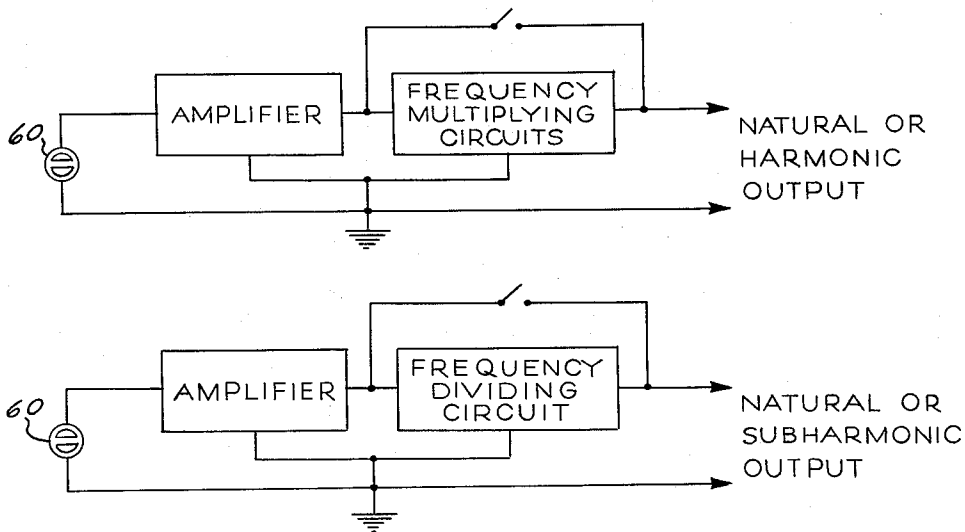 60
AMPLIFIER
FREQUENCY
MULTIPLYING
CIRCUITS
NATURAL OR
HARMONIC
OUTPUT
60
AMPLIFIER
FREQUENCY
DIVIDING
CIRCUIT
NATURAL OR
SUBHARMONIC
OUTPUT